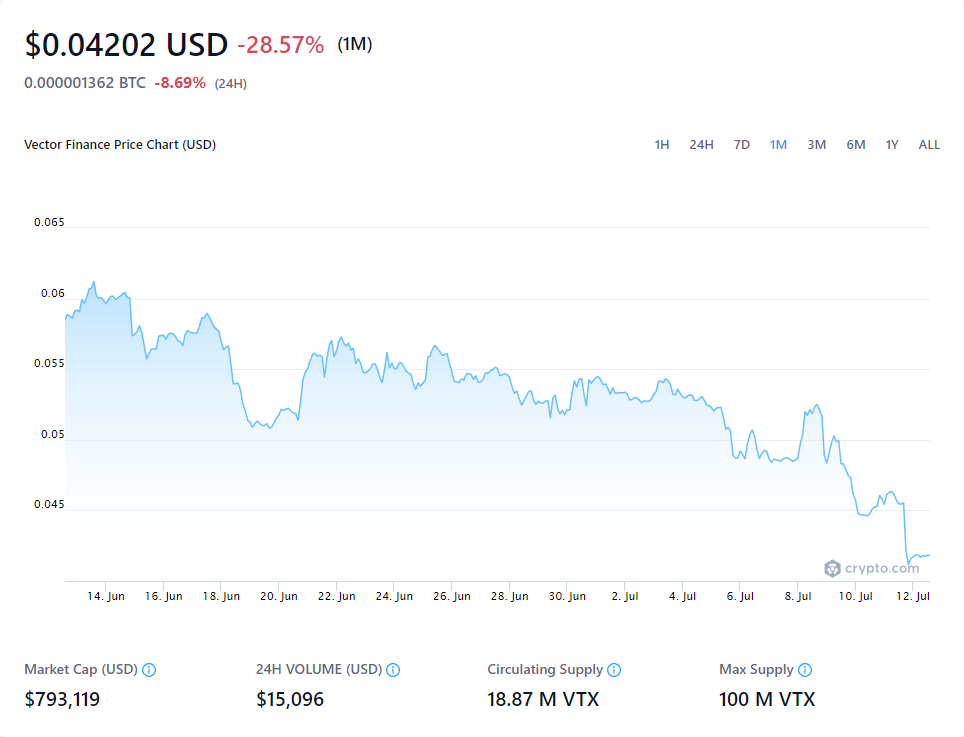 $0.04202 USD -28.57% (1M)
0.000001362 BTC -8.69% (24H)
Vector Finance Price Chart (USD)
1H 24H 7D 1M 3M 6M 1Y ALL
0.065
0.06
0.055
0.05
0.045
crypto.com
14. Jun 16. Jun 18. Jun 20. Jun 22. Jun 24. Jun 26. Jun 28. Jun 30. Jun 2. Jul 4. Jul 6. Jul 8. Jul 10. Jul 12. Jul
Market Cap (USD) 24H VOLUME (USD) Circulating Supply Max Supply
$793,119 $15,096 18.87 M VTX 100 M VTX